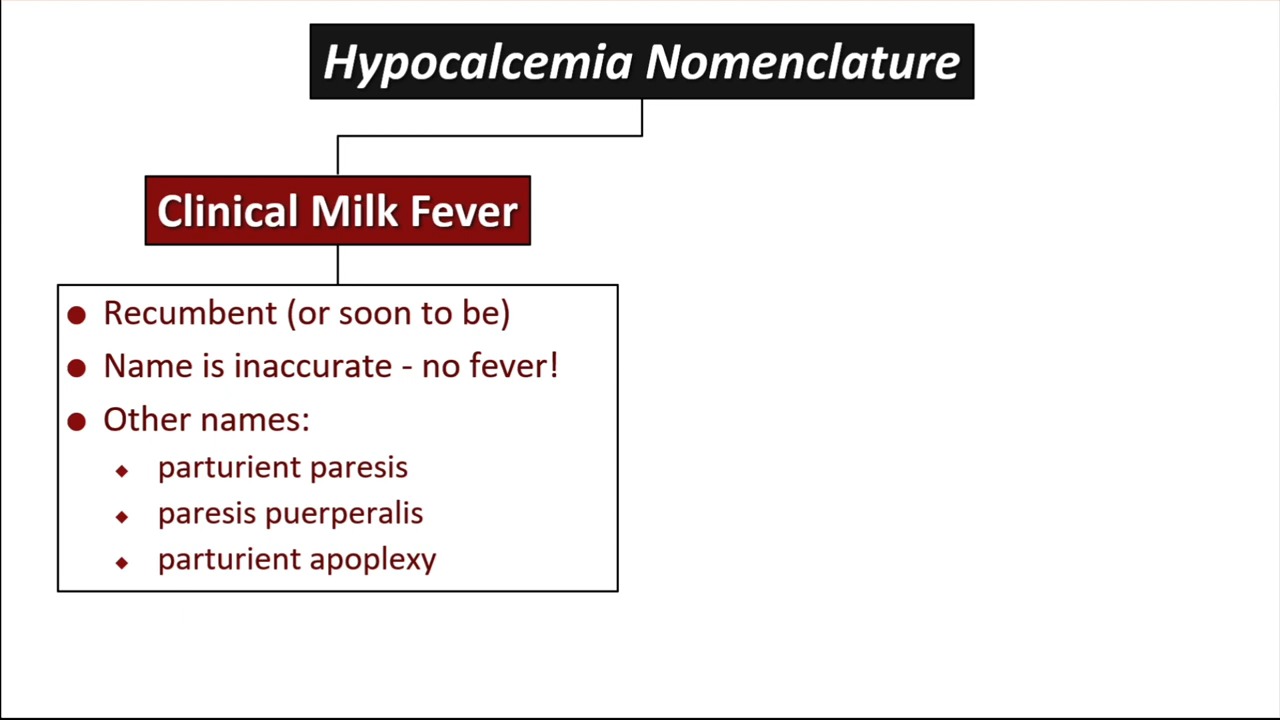 Hypocalcemia Nomenclature
Clinical Milk Fever
Recumbent (or soon to be)
Name is inaccurate - no fever!
Other names:
parturient paresis
paresis puerperalis
parturient apoplexy